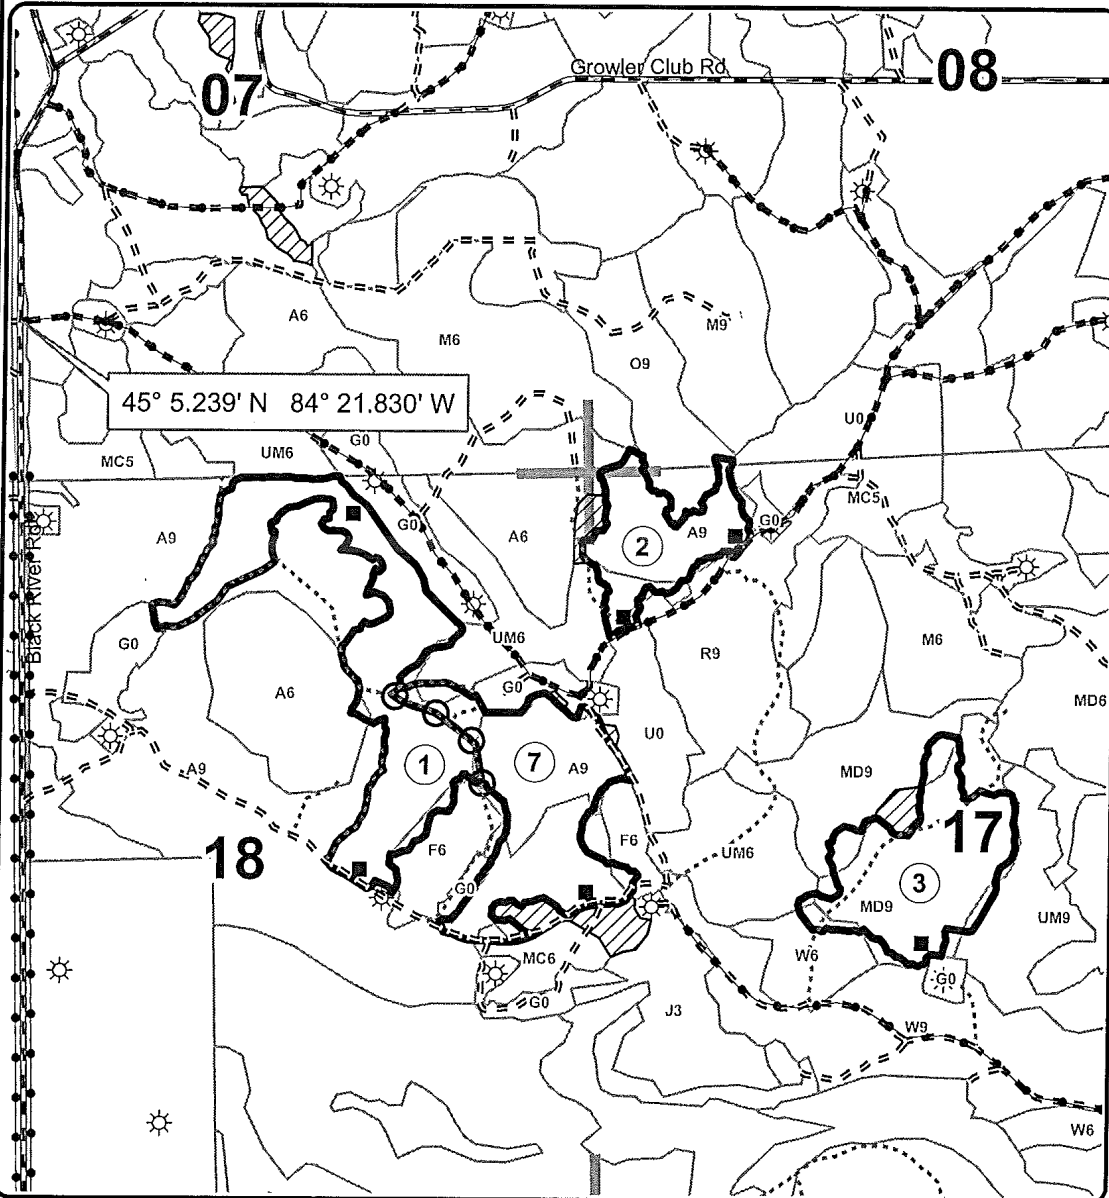 Growler Club Rd
08
07
A6
M9
M6
O9
45° 5.239' N 84° 21.830' W
U0
G0
UM6
MC5
MC5
A9
G0
A6
A9
G0
2
Black River Rd
UM6
G0
R9
M6
A6
G0
MD6
U0
1
7
A9
A9
MD9
17
18
F6
F6
UM6
3
G0
MD9
UM9
MC6
W6
G0
G0
J3
W9
W6